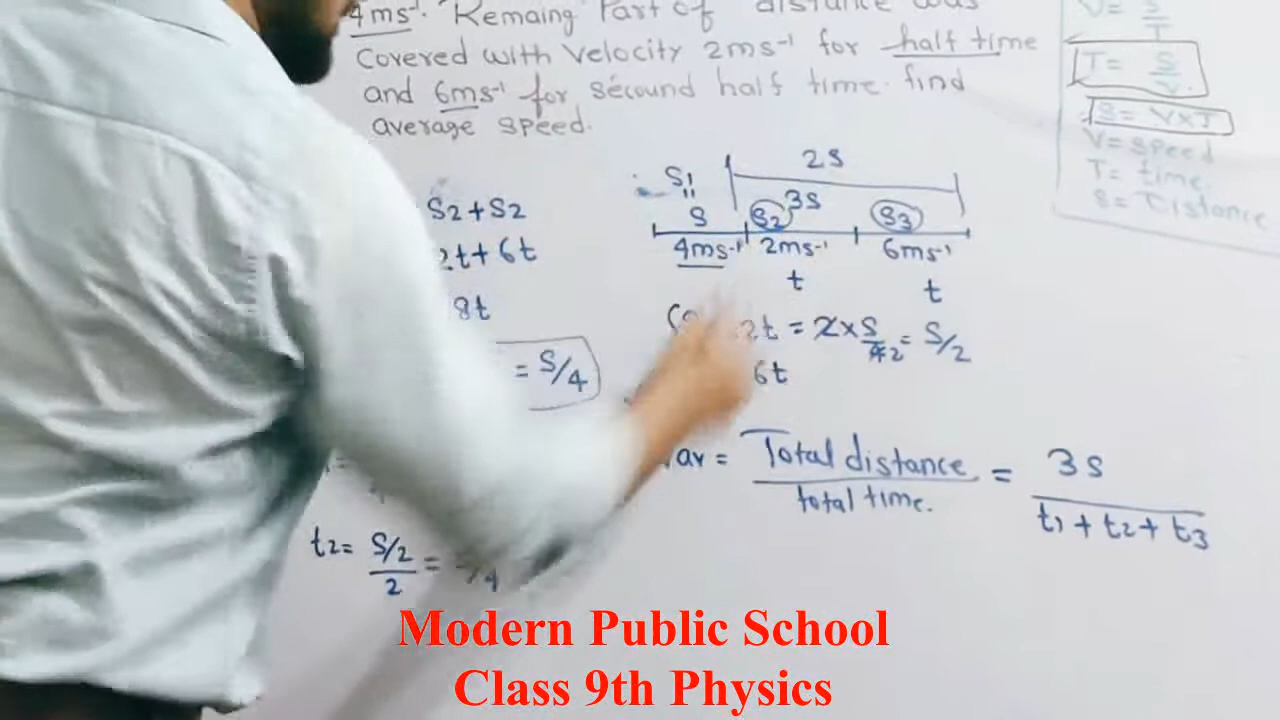 4ms⁻¹. Remaing Part of distance was
Covered with Velocity 2ms⁻¹ for half time
and 6ms⁻¹ for sécound half time. find
average speed.
V= S/T
T= S/V.
S= V×T
V= speed
T= time.
S= Distance
S2+S2
2t+6t
8t
= S/4
2s
S1
"
3s
S S2 S3
4ms⁻¹ 2ms⁻¹ 6ms⁻¹
t t
2t = 2×S/4 2 = S/2
6t
av = Total distance/total time. = 3s/t1+t2+t3
t2= S/2/2 =
Modern Public School
Class 9th Physics